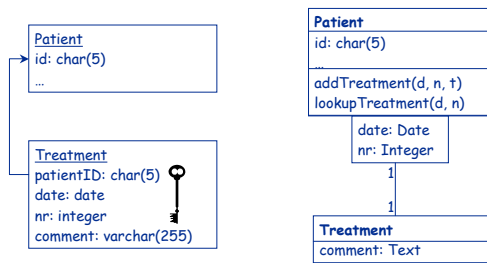 Patient
id: char(5)
…
Treatment
patientID: char(5)
date: date
nr: integer
comment: varchar(255)
Patient
id: char(5)
…
addTreatment(d, n, t)
lookupTreatment(d, n)
date: Date
nr: Integer
1
1
Treatment
comment: Text